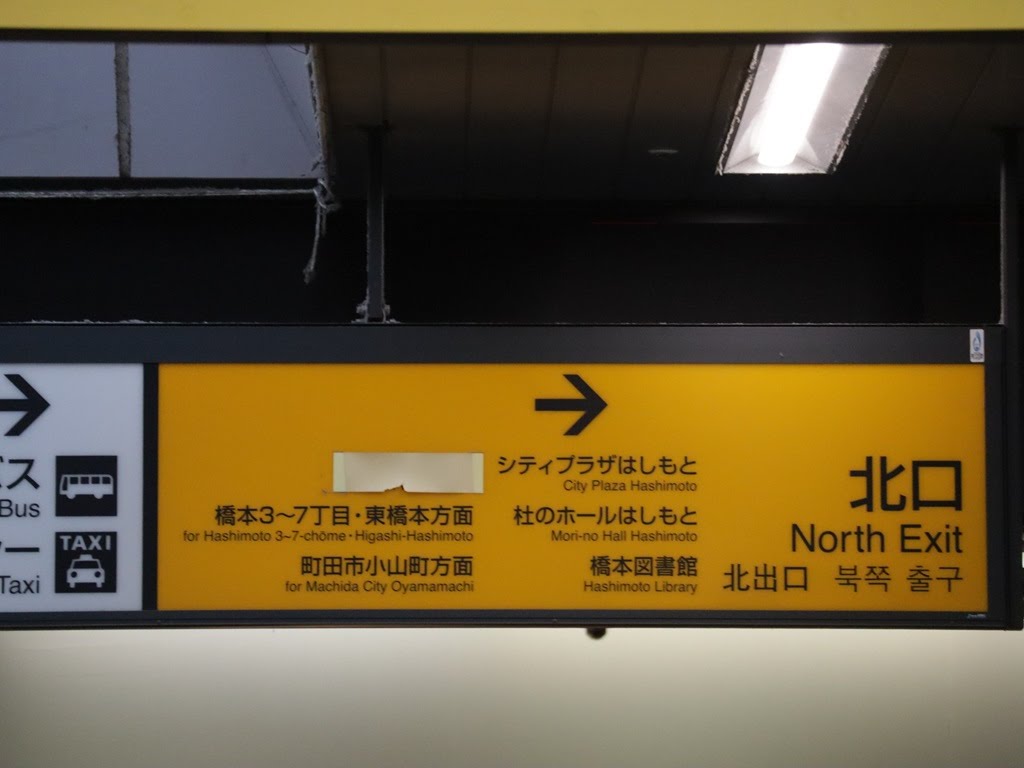 バス
Bus
ー
TAXI
Taxi
橋本3〜7丁目・東橋本方面
for Hashimoto 3~7-chōme・Higashi-Hashimoto
町田市小山町方面
for Machida City Oyamamachi
シティプラザはしもと
City Plaza Hashimoto
杜のホールはしもと
Mori-no Hall Hashimoto
橋本図書館
Hashimoto Library
北口
North Exit
北出口 북쪽 출구